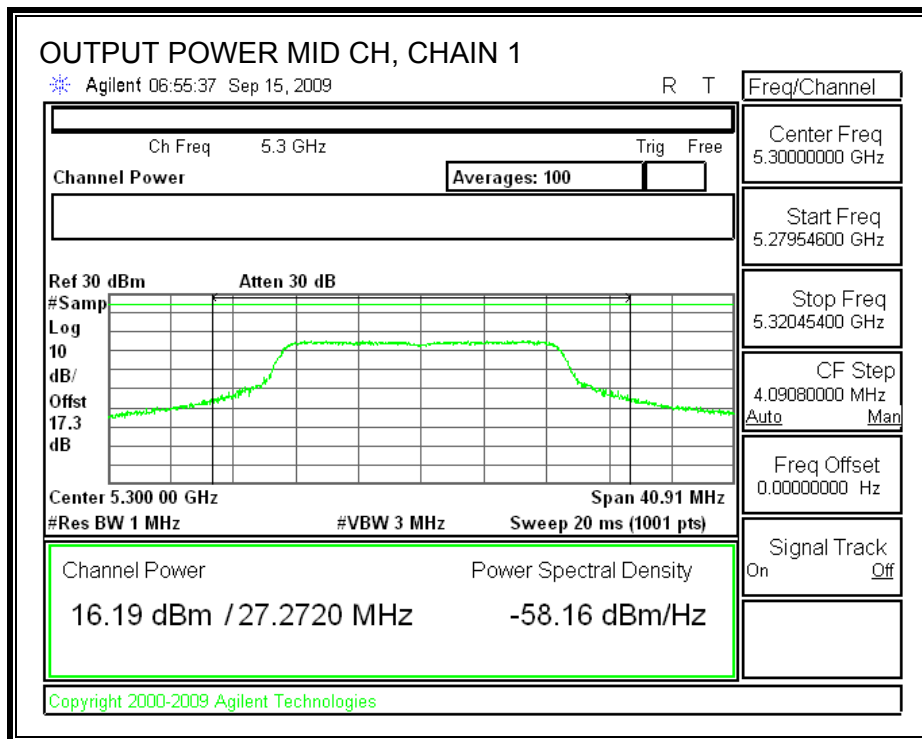 OUTPUT POWER MID CH, CHAIN 1
Agilent 06:55:37 Sep 15, 2009 R T
Freq/Channel
Ch Freq 5.3 GHz Trig Free
Channel Power Averages: 100
Center Freq
5.30000000 GHz
Start Freq
5.27954600 GHz
Ref 30 dBm Atten 30 dB
#Samp
Log
10
dB/
Offst
17.3
dB
Stop Freq
5.32045400 GHz
CF Step
4.09080000 MHz
Auto Man
Center 5.300 00 GHz Span 40.91 MHz
#Res BW 1 MHz #VBW 3 MHz Sweep 20 ms (1001 pts)
Freq Offset
0.00000000 Hz
Channel Power Power Spectral Density
16.19 dBm / 27.2720 MHz -58.16 dBm/Hz
Signal Track
On Off
Copyright 2000-2009 Agilent Technologies